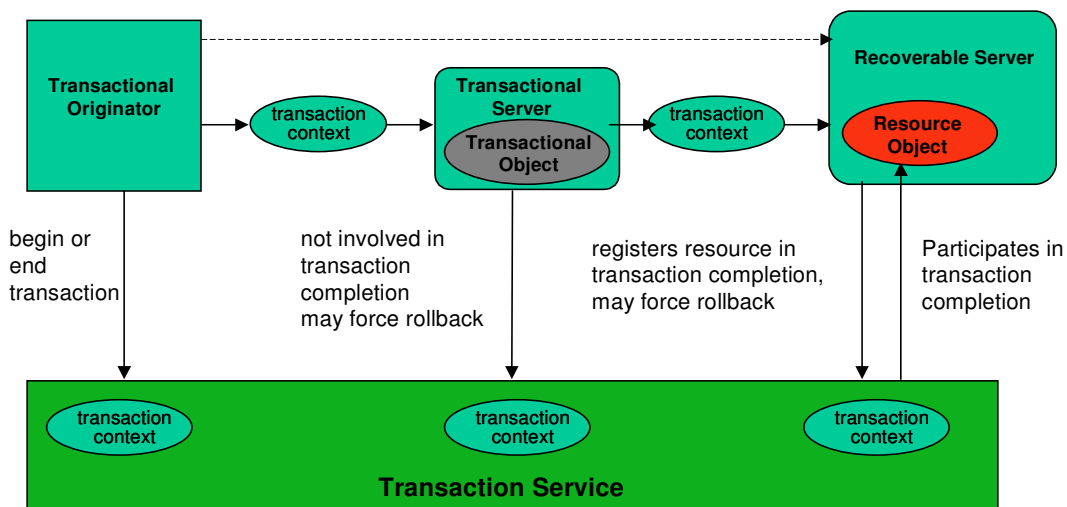 Transactional
Originator
transaction
context
Transactional
Server
Transactional
Object
transaction
context
Recoverable Server
Resource
Object
begin or
end
transaction
not involved in
transaction
completion
may force rollback
registers resource in
transaction completion,
may force rollback
Participates in
transaction
completion
transaction
context
transaction
context
transaction
context
Transaction Service